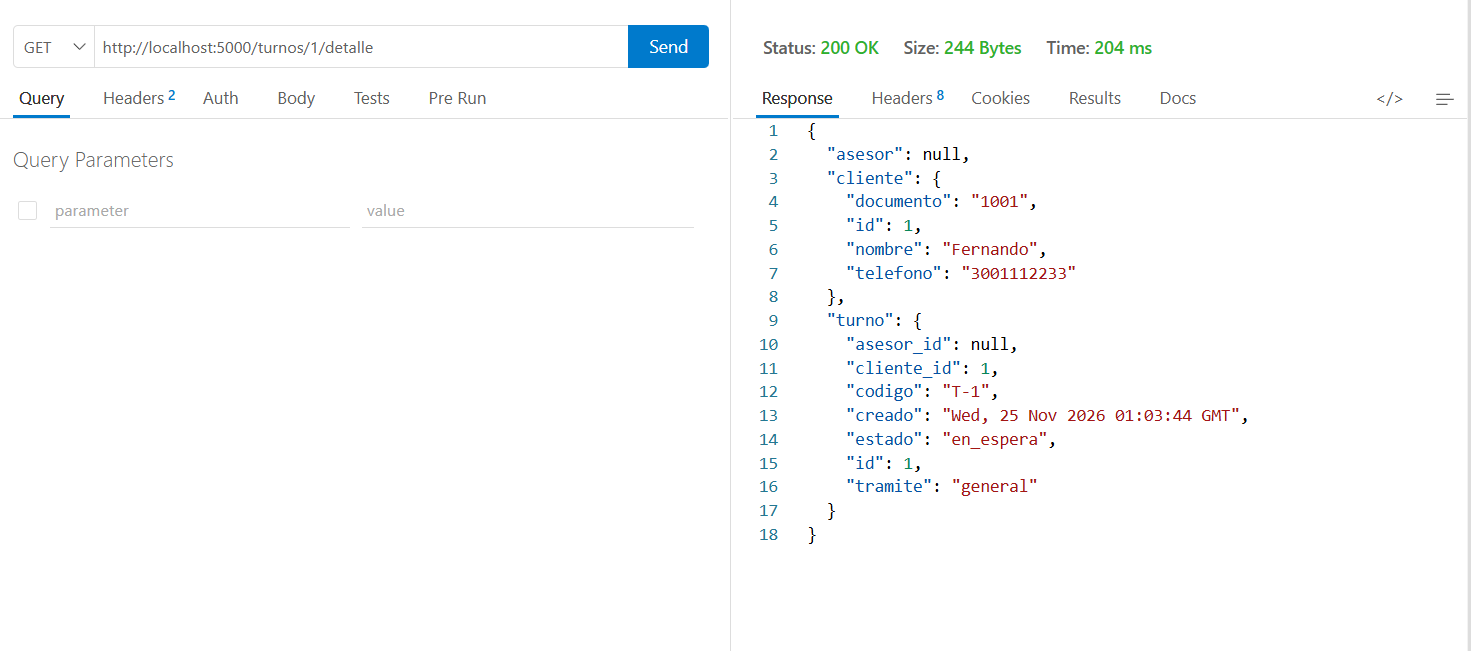 GET http://localhost:5000/turnos/1/detalle Send
Query Headers 2 Auth Body Tests Pre Run
Query Parameters
parameter value
Status: 200 OK Size: 244 Bytes Time: 204 ms
Response Headers 8 Cookies Results Docs </>
1 {
2 "asesor": null,
3 "cliente": {
4 "documento": "1001",
5 "id": 1,
6 "nombre": "Fernando",
7 "telefono": "3001112233"
8 },
9 "turno": {
10 "asesor_id": null,
11 "cliente_id": 1,
12 "codigo": "T-1",
13 "creado": "Wed, 25 Nov 2026 01:03:44 GMT",
14 "estado": "en_espera",
15 "id": 1,
16 "tramite": "general"
17 }
18 }